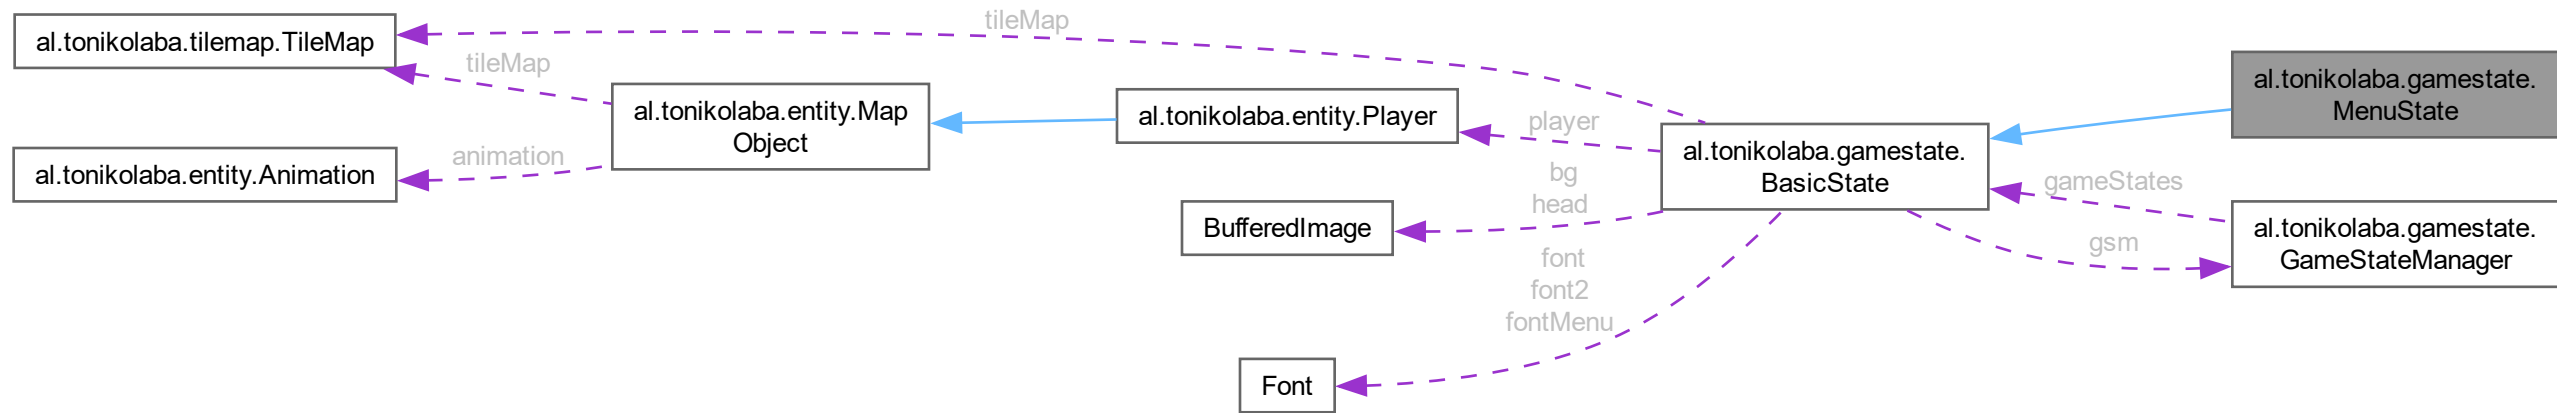 tileMap
al.tonikolaba.tilemap.TileMap
tileMap
al.tonikolaba.entity.Map
Object
al.tonikolaba.entity.Animation
animation
al.tonikolaba.entity.Player
player
bg
head
BufferedImage
font
font2
fontMenu
Font
al.tonikolaba.gamestate.
BasicState
al.tonikolaba.gamestate.
MenuState
gameStates
gsm
al.tonikolaba.gamestate.
GameStateManager